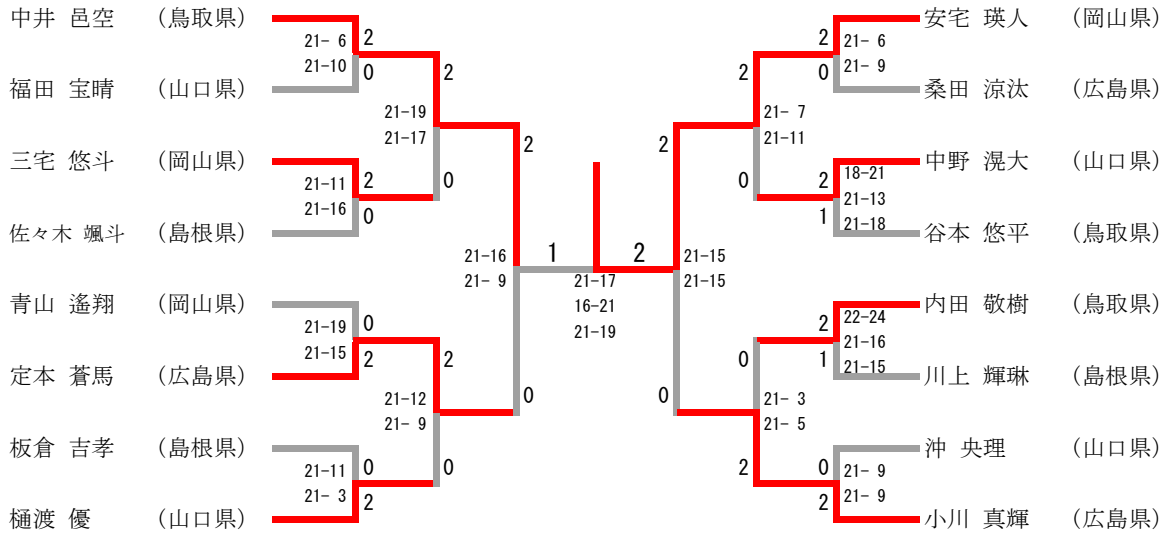 中井 邑空 （鳥取県）
21- 6 2
21-10 0
福田 宝晴 （山口県）
2
21-19
21-17
0
三宅 悠斗 （岡山県）
21-11 2
21-16 0
佐々木 颯斗 （島根県）
2
21-16
21- 9
0
青山 遙翔 （岡山県）
21-19 0
21-15 2
定本 蒼馬 （広島県）
2
21-12
21- 9
0
板倉 吉孝 （島根県）
21-11 0
21- 3 2
樋渡 優 （山口県）
1 2
21-17
16-21
21-19
安宅 瑛人 （岡山県）
2 21- 6
0 21- 9
桑田 涼汰 （広島県）
2
21- 7
21-11
0
中野 滉大 （山口県）
2 18-21
21-13
1 21-18
谷本 悠平 （鳥取県）
2
21-15
21-15
0
内田 敬樹 （鳥取県）
2 22-24
21-16
1 21-15
川上 輝琳 （島根県）
0
21- 3
21- 5
2
沖 央理 （山口県）
0 21- 9
2 21- 9
小川 真輝 （広島県）